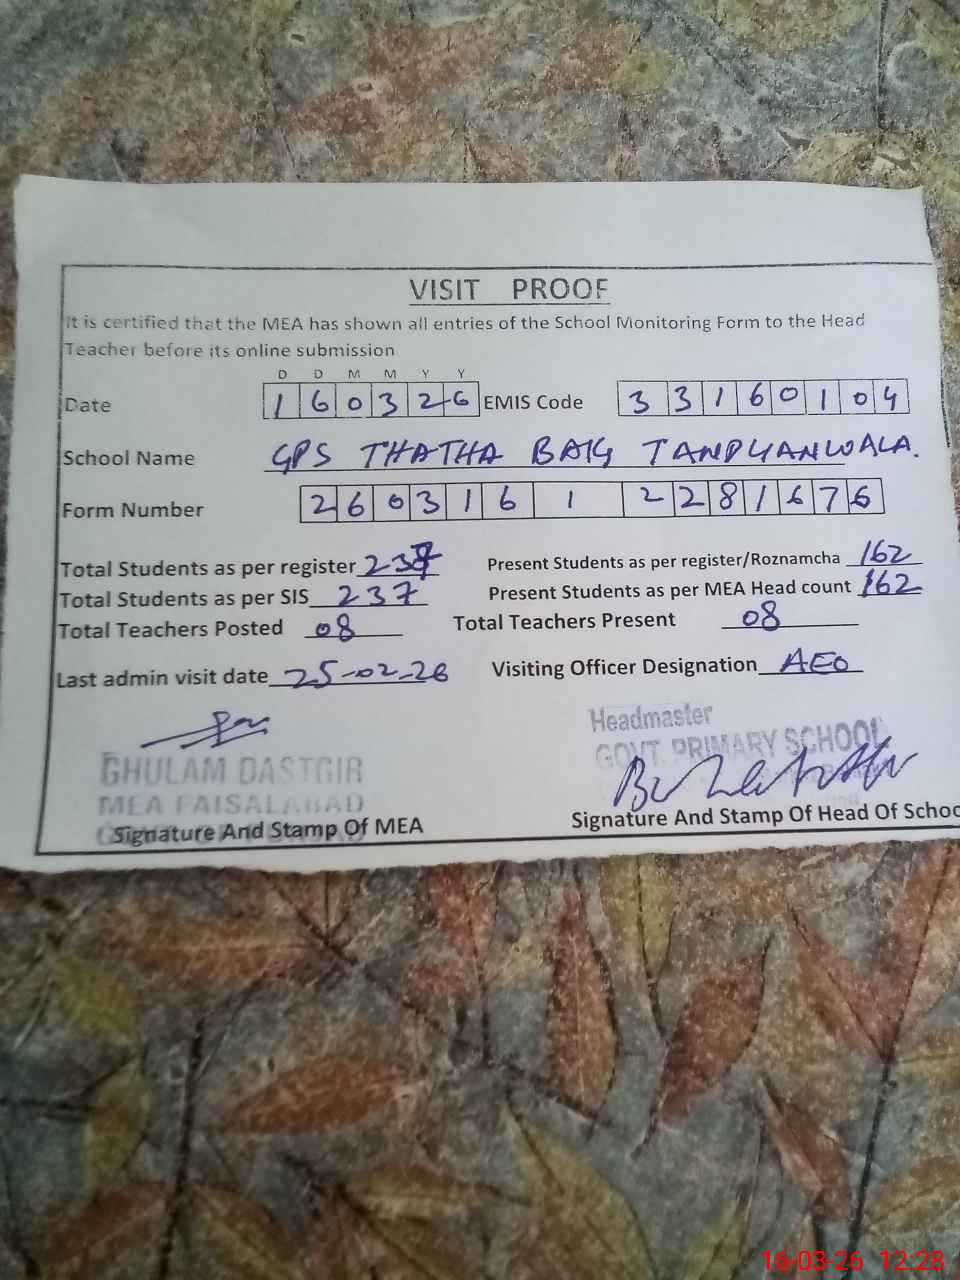 VISIT PROOF
It is certified that the MEA has shown all entries of the School Monitoring Form to the Head
Teacher before its online submission
D D M M Y Y
Date 1 6 0 3 2 6 EMIS Code 3 3 1 6 0 1 0 4
School Name GPS THATHA BAIG TANDLIANWALA.
Form Number 2 6 0 3 1 6 1 2 2 8 1 6 7 6
Total Students as per register 237 Present Students as per register/Roznamcha 162
Total Students as per SIS 237 Present Students as per MEA Head count 162
Total Teachers Posted 08 Total Teachers Present 08
Last admin visit date 25-02-26 Visiting Officer Designation AEO
Headmaster
GOVT. PRIMARY SCHOOL
GHULAM DASTGIR
MEA FAISALABAD
Signature And Stamp Of MEA Signature And Stamp Of Head Of Schoo
16-03-26 12:28